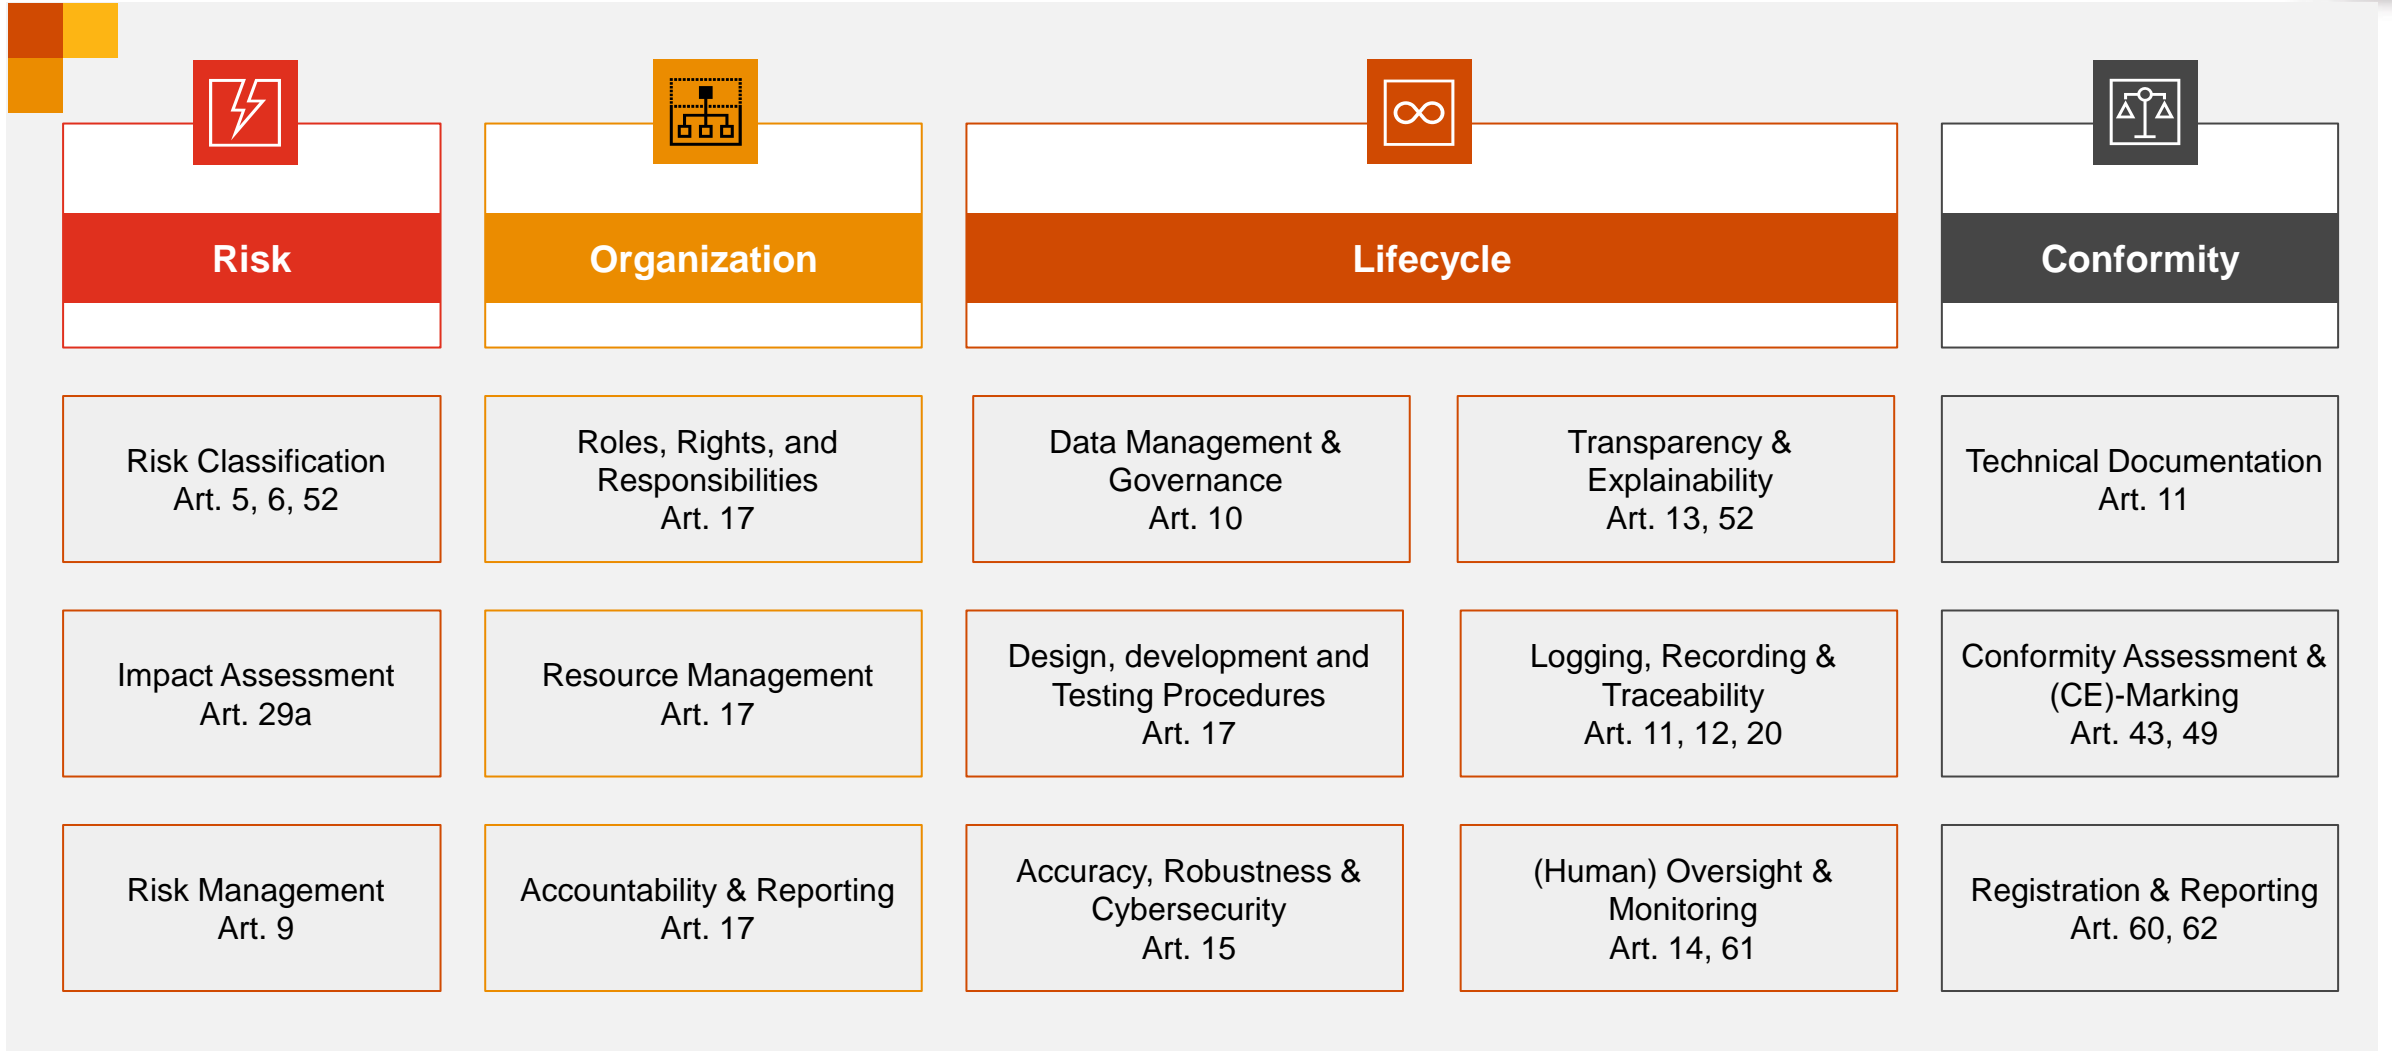 Risk
Organization
Lifecycle
Conformity
Risk Classification
Art. 5, 6, 52
Roles, Rights, and
Responsibilities
Art. 17
Data Management &
Governance
Art. 10
Transparency &
Explainability
Art. 13, 52
Technical Documentation
Art. 11
Impact Assessment
Art. 29a
Resource Management
Art. 17
Design, development and
Testing Procedures
Art. 17
Logging, Recording &
Traceability
Art. 11, 12, 20
Conformity Assessment &
(CE)-Marking
Art. 43, 49
Risk Management
Art. 9
Accountability & Reporting
Art. 17
Accuracy, Robustness &
Cybersecurity
Art. 15
(Human) Oversight &
Monitoring
Art. 14, 61
Registration & Reporting
Art. 60, 62